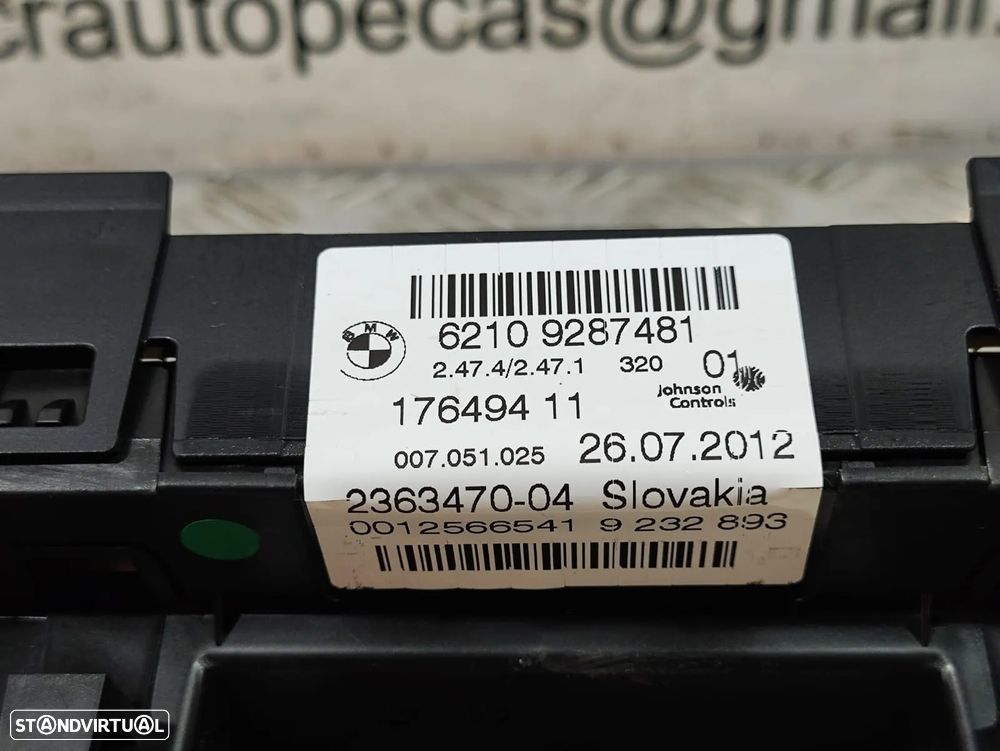 crautopecas@gmail.
BMW
6210 9287481
2.47.4/2.47.1 320 01
Johnson
Controls
176494 11
007.051.025 26.07.2012
2363470-04 Slovakia
0012566541 9 232 893
STANDVIRTUAL